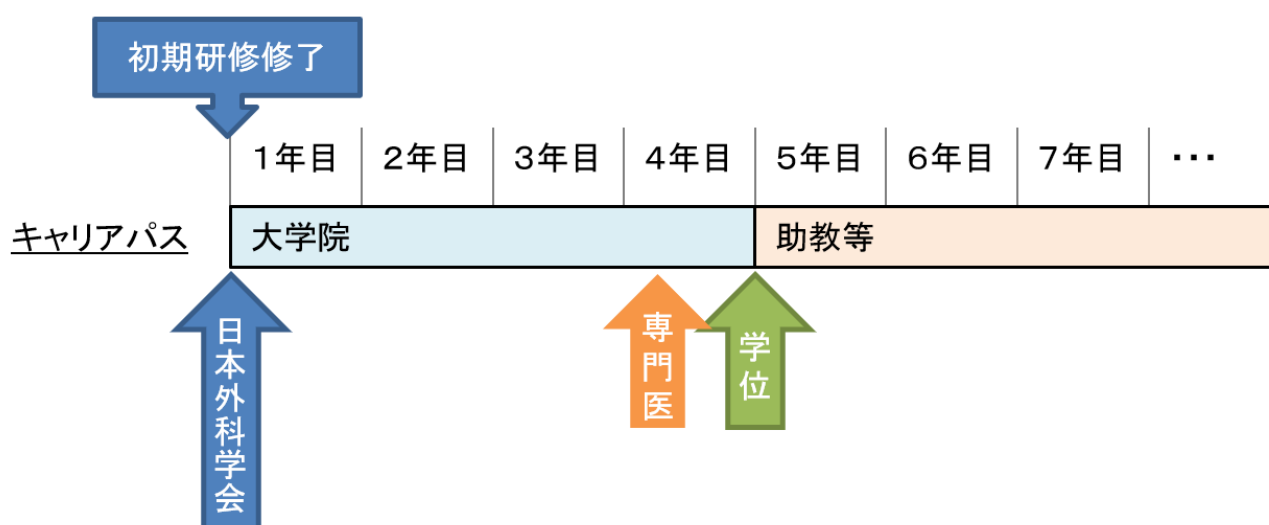 初期研修修了
1年目 2年目 3年目 4年目 5年目 6年目 7年目 ・・・
キャリアパス 大学院 助教等
日本外科学会
専門医
学位